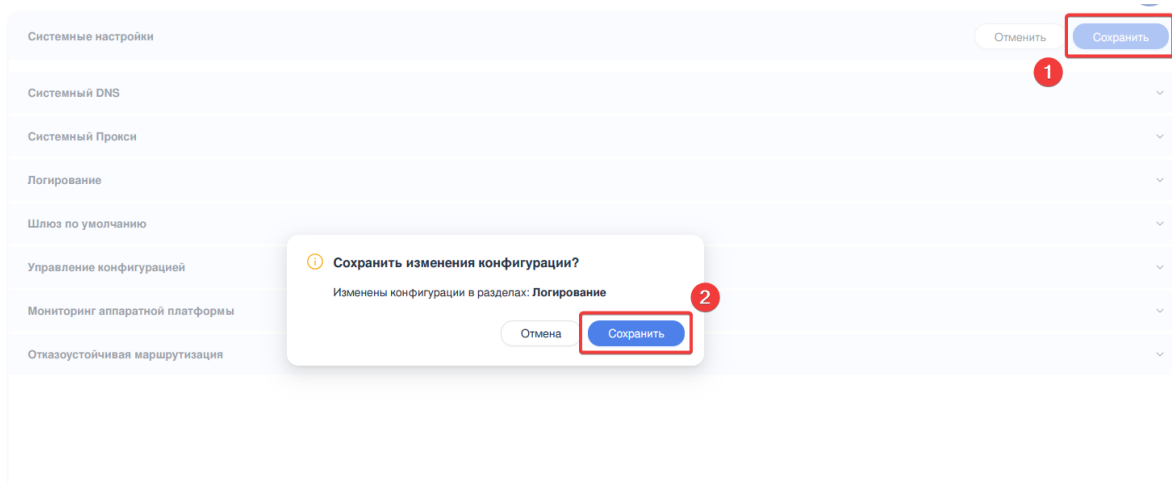 Системные настройки
Отменить
Сохранить
1
Системный DNS
Системный Прокси
Логирование
Шлюз по умолчанию
Управление конфигурацией
Мониторинг аппаратной платформы
Отказоустойчивая маршрутизация
Сохранить изменения конфигурации?
Изменены конфигурации в разделах: Логирование
2
Отмена
Сохранить